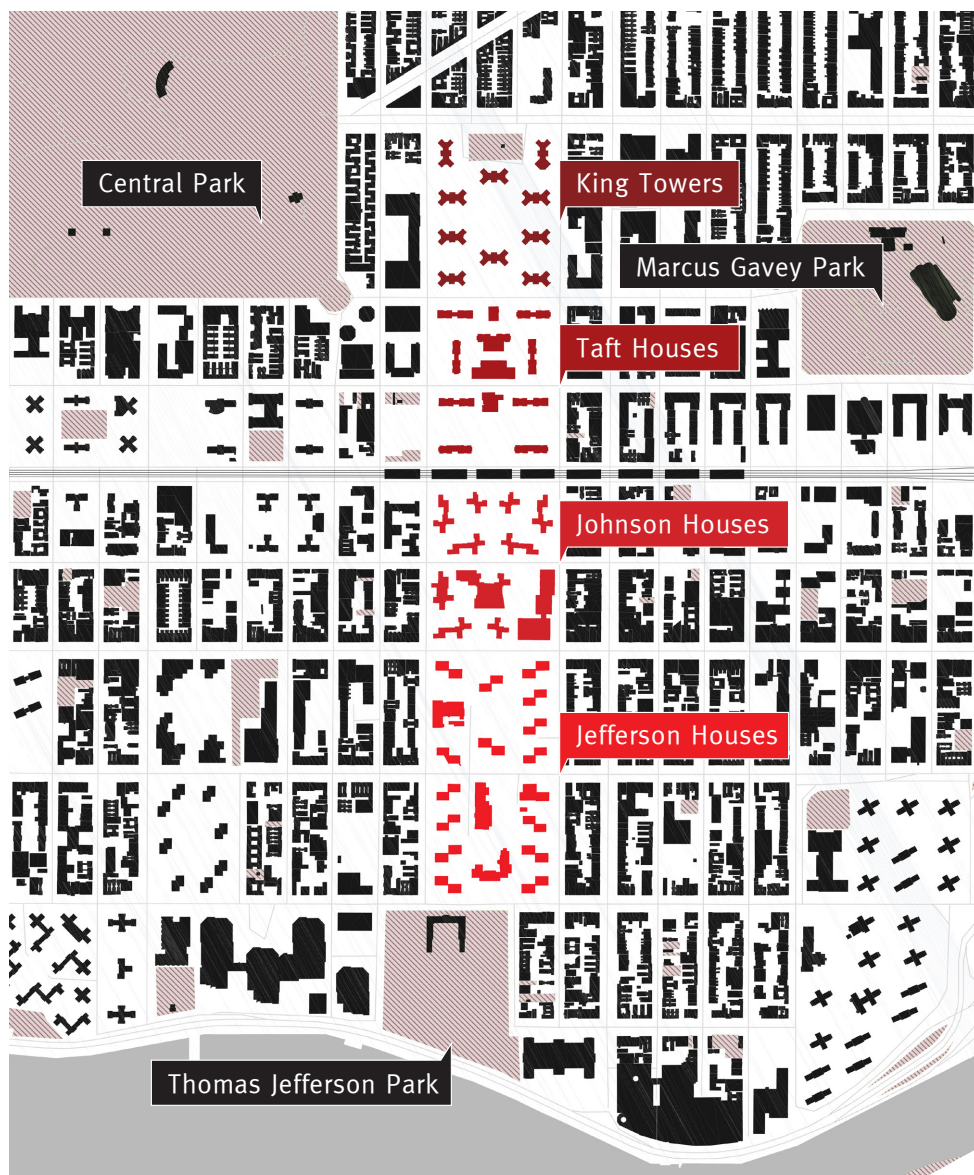 Central Park
King Towers
Marcus Gavey Park
Taft Houses
Johnson Houses
Jefferson Houses
Thomas Jefferson Park